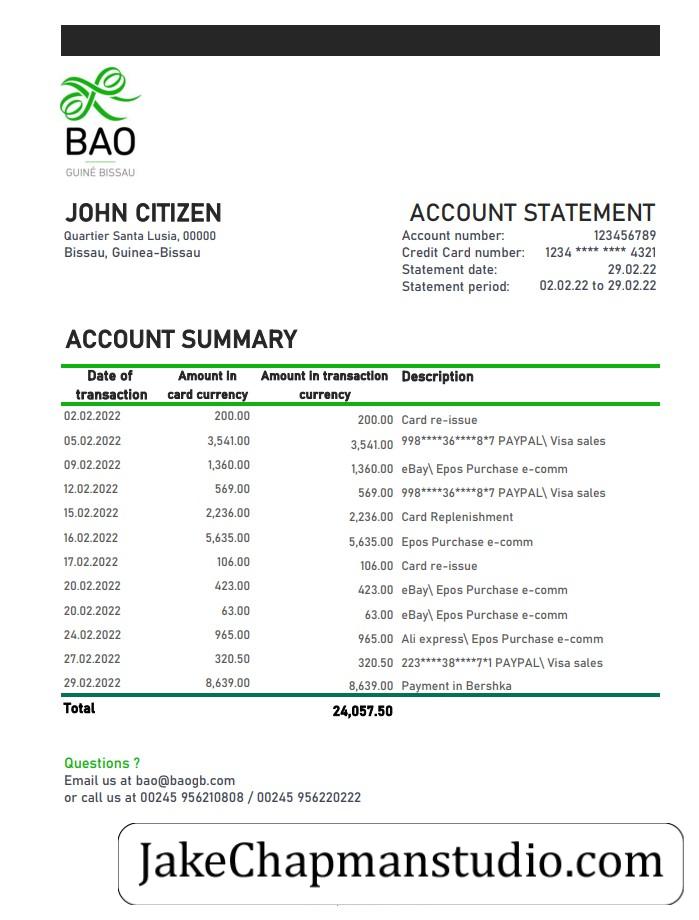 BAO
GUINÉ BISSAU
JOHN CITIZEN
Quartier Santa Lusia, 00000
Bissau, Guinea-Bissau
ACCOUNT STATEMENT
Account number: 123456789
Credit Card number: 1234 **** **** 4321
Statement date: 29.02.22
Statement period: 02.02.22 to 29.02.22
ACCOUNT SUMMARY
Date of transaction Amount in card currency Amount in transaction currency Description
02.02.2022 200.00 200.00 Card re-issue
05.02.2022 3,541.00 3,541.00 998****36****8*7 PAYPAL\ Visa sales
09.02.2022 1,360.00 1,360.00 eBay\ Epos Purchase e-comm
12.02.2022 569.00 569.00 998****36****8*7 PAYPAL\ Visa sales
15.02.2022 2,236.00 2,236.00 Card Replenishment
16.02.2022 5,635.00 5,635.00 Epos Purchase e-comm
17.02.2022 106.00 106.00 Card re-issue
20.02.2022 423.00 423.00 eBay\ Epos Purchase e-comm
20.02.2022 63.00 63.00 eBay\ Epos Purchase e-comm
24.02.2022 965.00 965.00 Ali express\ Epos Purchase e-comm
27.02.2022 320.50 320.50 223****38****7*1 PAYPAL\ Visa sales
29.02.2022 8,639.00 8,639.00 Payment in Bershka
Total 24,057.50
Questions ?
Email us at bao@baogb.com
or call us at 00245 956210808 / 00245 956220222
JakeChapmanstudio.com